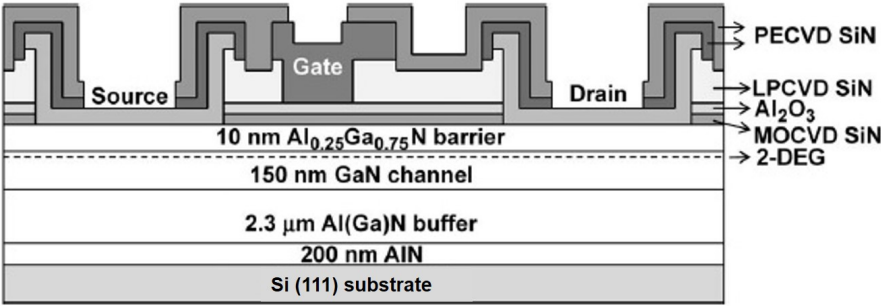 PECVD SiN
Gate
LPCVD SiN
Source
Drain
Al₂O₃
10 nm Al₀.₂₅Ga₀.₇₅N barrier
MOCVD SiN
2-DEG
150 nm GaN channel
2.3 μm Al(Ga)N buffer
200 nm AlN
Si (111) substrate